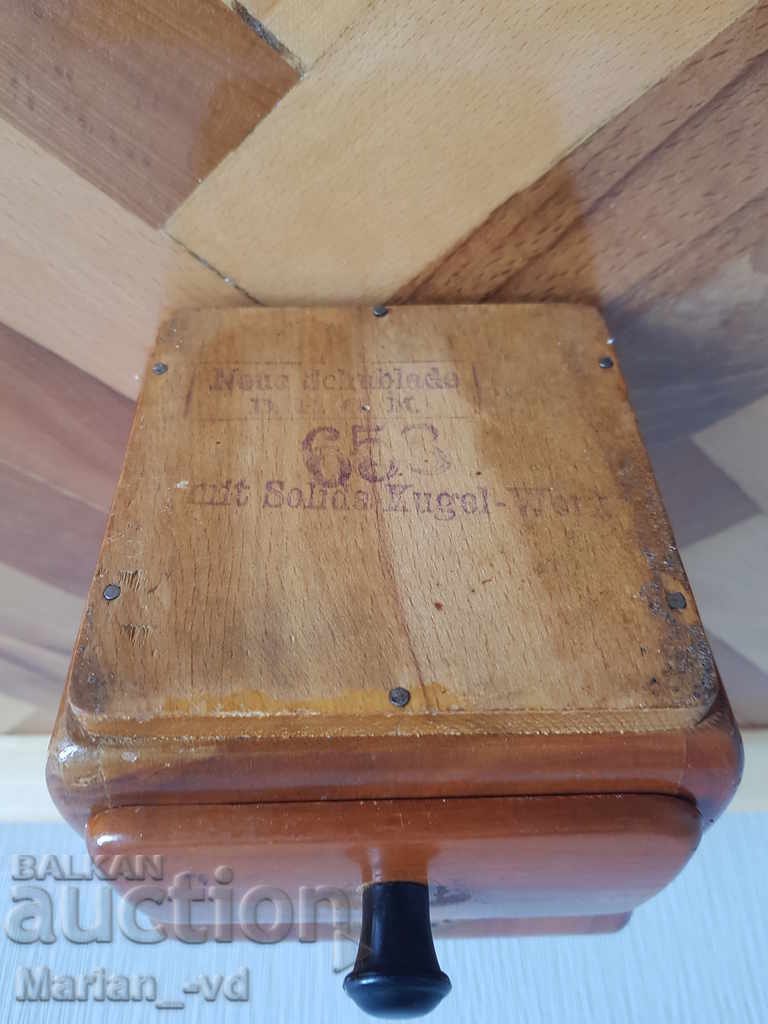 Neue Schublade
D. R. G. M.
653
mit Solida-Kugel-Werk
BALKAN
auction
Marian_-vd